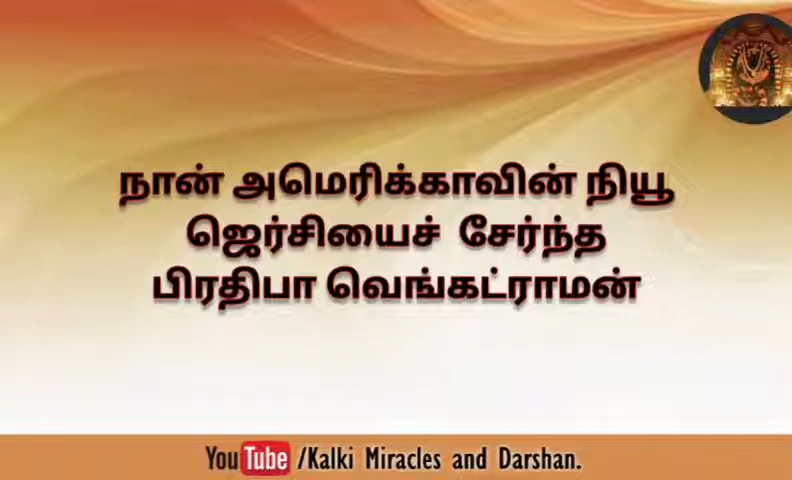 நான் அமெரிக்காவின் நியூ
ஜெர்சியைச் சேர்ந்த
பிரதிபா வெங்கட்ராமன்
YouTube /Kalki Miracles and Darshan.